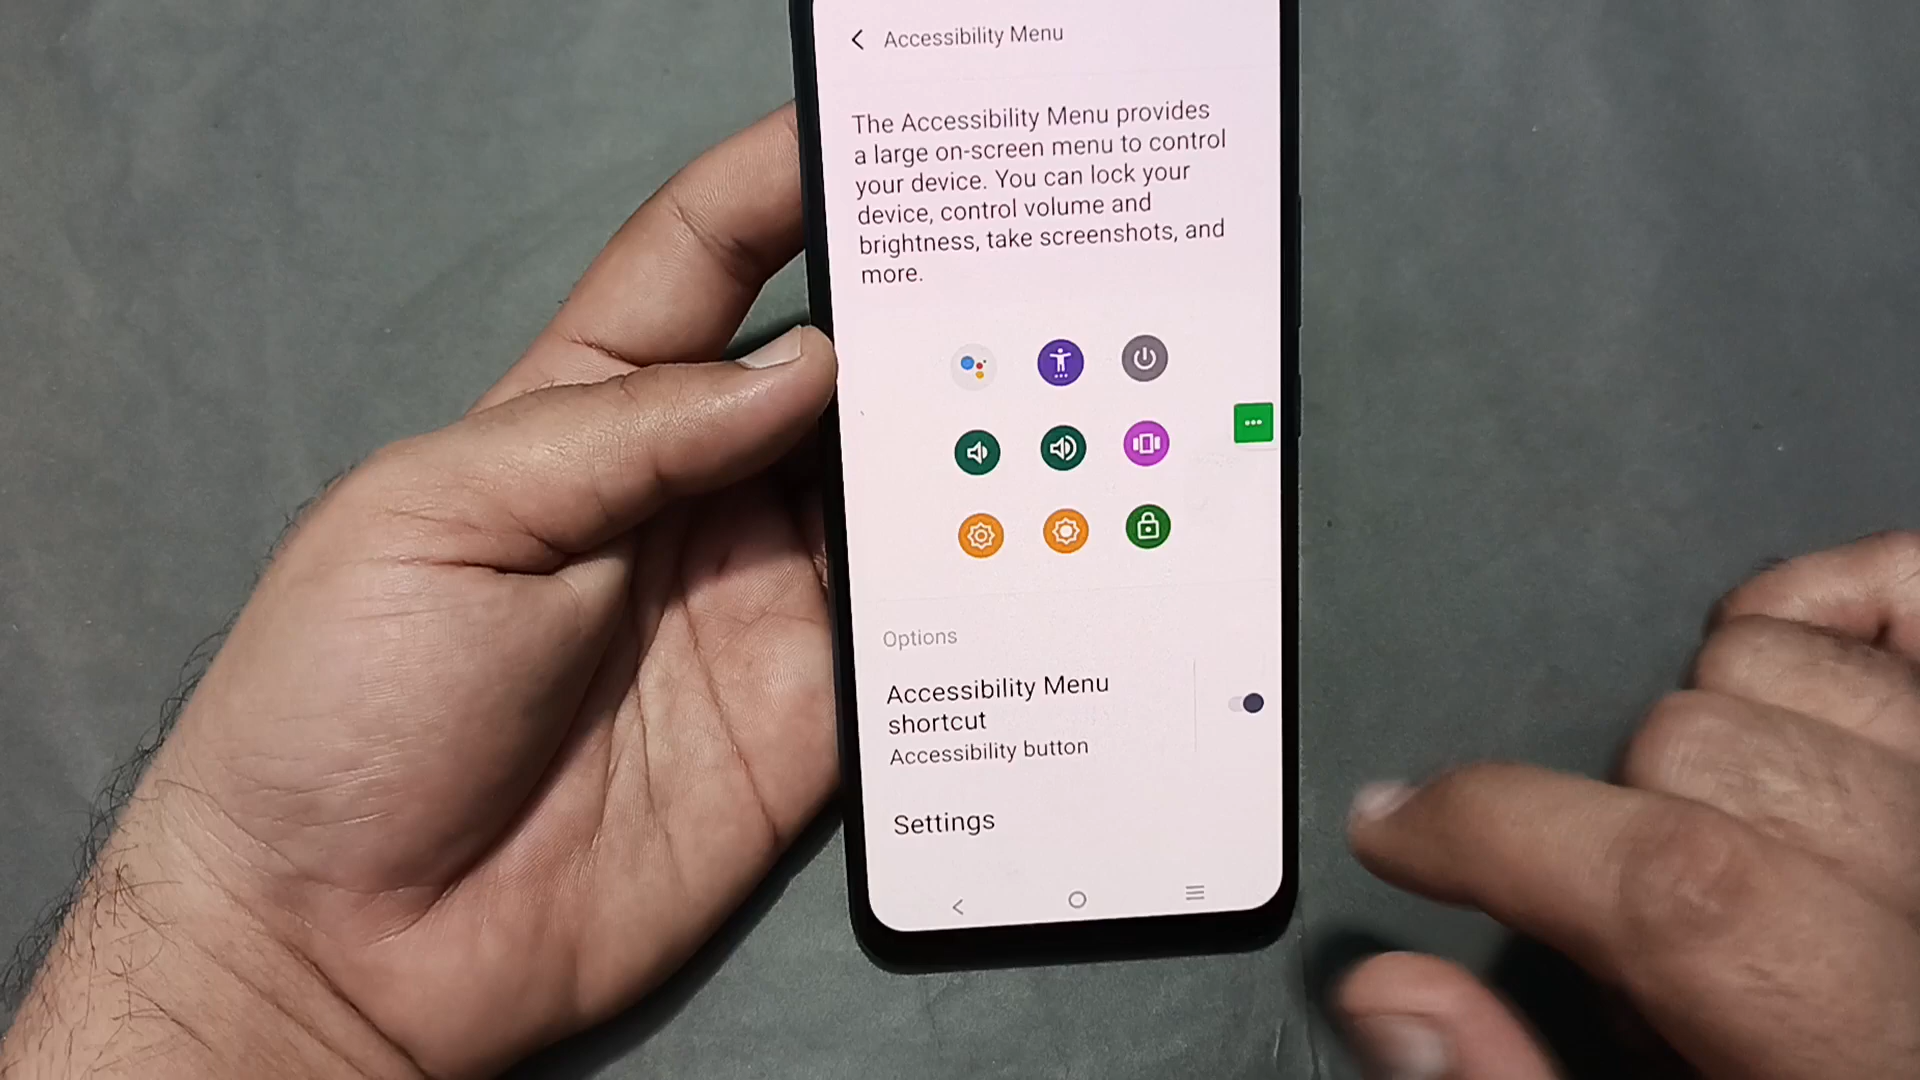 Accessibility Menu
The Accessibility Menu provides
a large on-screen menu to control
your device. You can lock your
device, control volume and
brightness, take screenshots, and
more.
Options
Accessibility Menu
shortcut
Accessibility button
Settings